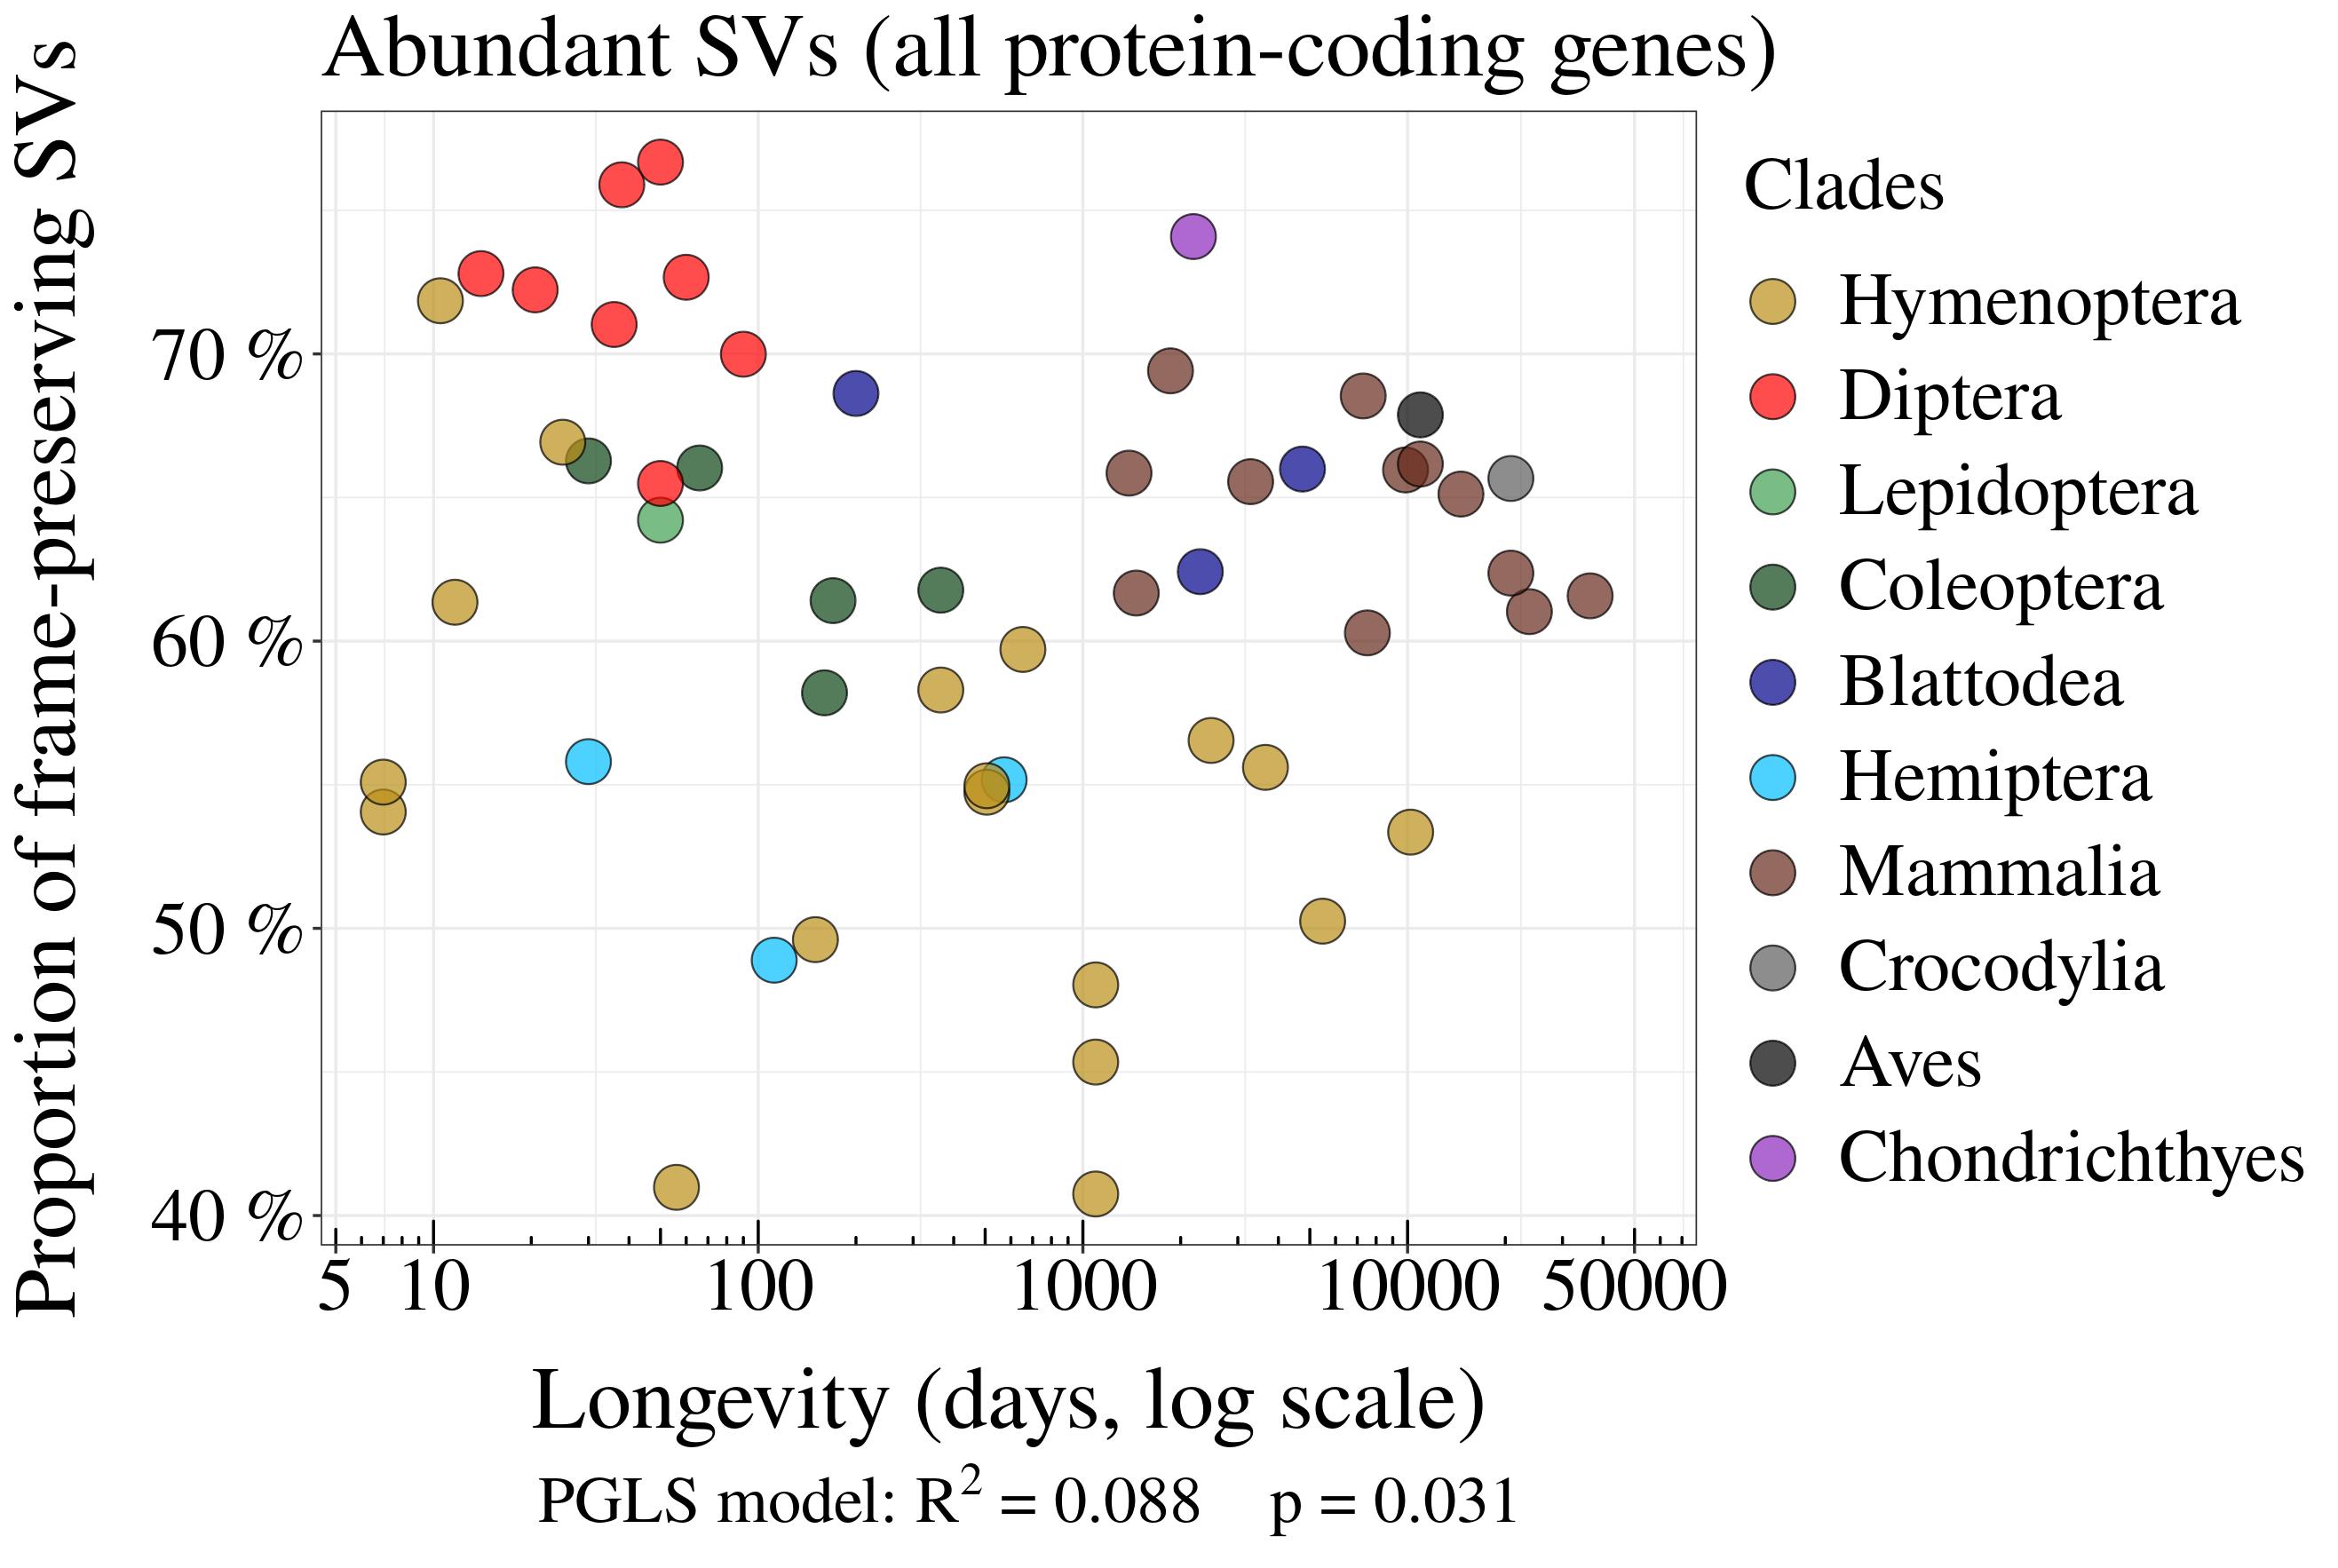 Abundant SVs (all protein-coding genes)
Proportion of frame-preserving SVs
70 %
60 %
50 %
40 %
5 10 100 1000 10000 50000
Longevity (days, log scale)
PGLS model: R² = 0.088 p = 0.031
Clades
Hymenoptera
Diptera
Lepidoptera
Coleoptera
Blattodea
Hemiptera
Mammalia
Crocodylia
Aves
Chondrichthyes